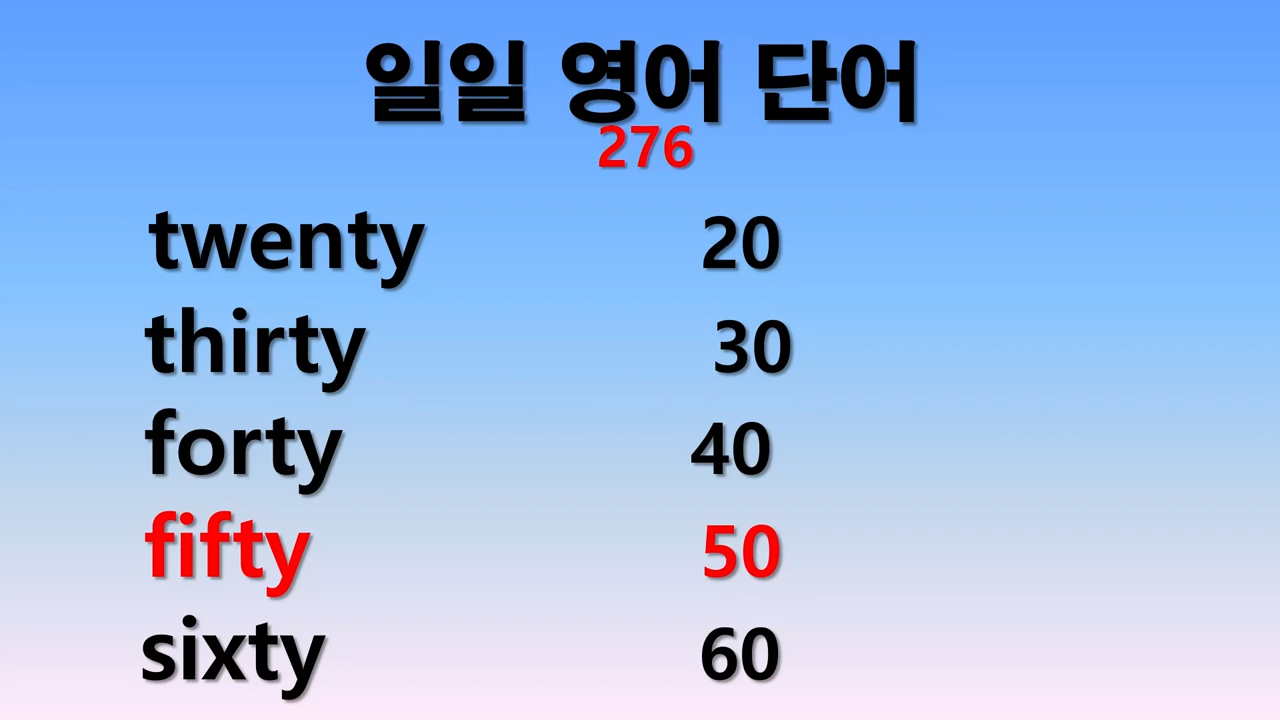 일일 영어 단어
276
twenty 20
thirty 30
forty 40
fifty 50
sixty 60